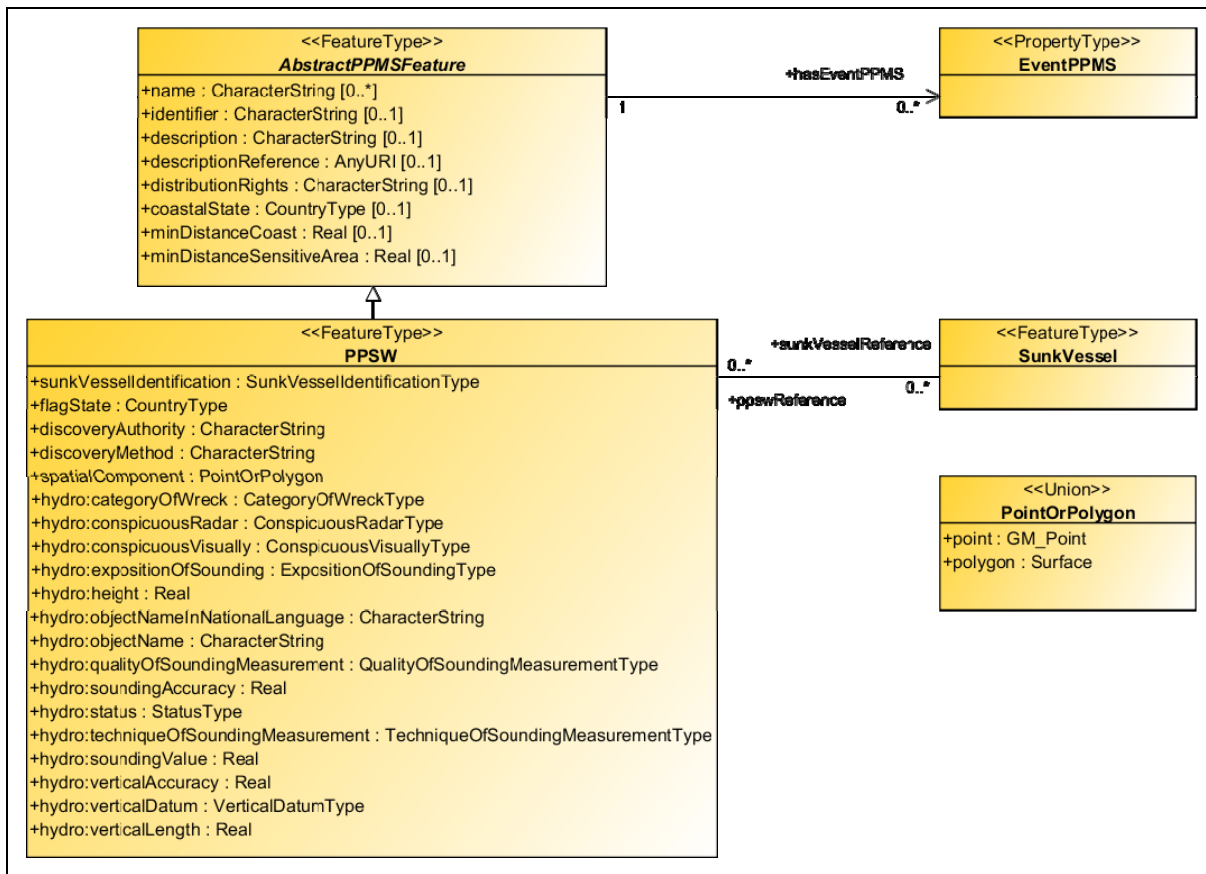 <<FeatureType>>
AbstractPPMSFeature
+name : CharacterString [0..*]
+identifier : CharacterString [0..1]
+description : CharacterString [0..1]
+descriptionReference : AnyURI [0..1]
+distributionRights : CharacterString [0..1]
+coastalState : CountryType [0..1]
+minDistanceCoast : Real [0..1]
+minDistanceSensitiveArea : Real [0..1]
+hasEventPPMS
1
0..*
<<PropertyType>>
EventPPMS
<<FeatureType>>
PPSW
+sunkVesselIdentification : SunkVesselIdentificationType
+flagState : CountryType
+discoveryAuthority : CharacterString
+discoveryMethod : CharacterString
+spatialComponent : PointOrPolygon
+hydro:categoryOfWreck : CategoryOfWreckType
+hydro:conspicuousRadar : ConspicuousRadarType
+hydro:conspicuousVisually : ConspicuousVisuallyType
+hydro:expositionOfSounding : ExpositionOfSoundingType
+hydro:height : Real
+hydro:objectNameInNationalLanguage : CharacterString
+hydro:objectName : CharacterString
+hydro:qualityOfSoundingMeasurement : QualityOfSoundingMeasurementType
+hydro:soundingAccuracy : Real
+hydro:status : StatusType
+hydro:techniqueOfSoundingMeasurement : TechniqueOfSoundingMeasurementType
+hydro:soundingValue : Real
+hydro:verticalAccuracy : Real
+hydro:verticalDatum : VerticalDatumType
+hydro:verticalLength : Real
+sunkVesselReference
0..*
0..*
+ppswReference
<<FeatureType>>
SunkVessel
<<Union>>
PointOrPolygon
+point : GM_Point
+polygon : Surface